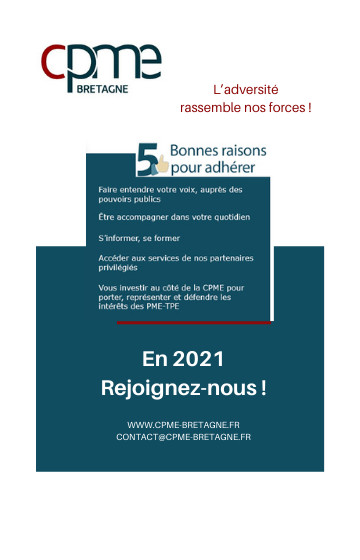 cpme
BRETAGNE
L'adversité
rassemble nos forces !
5 Bonnes raisons
pour adhérer
Faire entendre votre voix, auprès des
pouvoirs publics
Être accompagner dans votre quotidien
S'informer, se former
Accéder aux services de nos partenaires
privilégiés
Vous investir au côté de la CPME pour
porter, représenter et défendre les
intérêts des PME-TPE
En 2021
Rejoignez-nous !
WWW.CPME-BRETAGNE.FR
CONTACT@CPME-BRETAGNE.FR